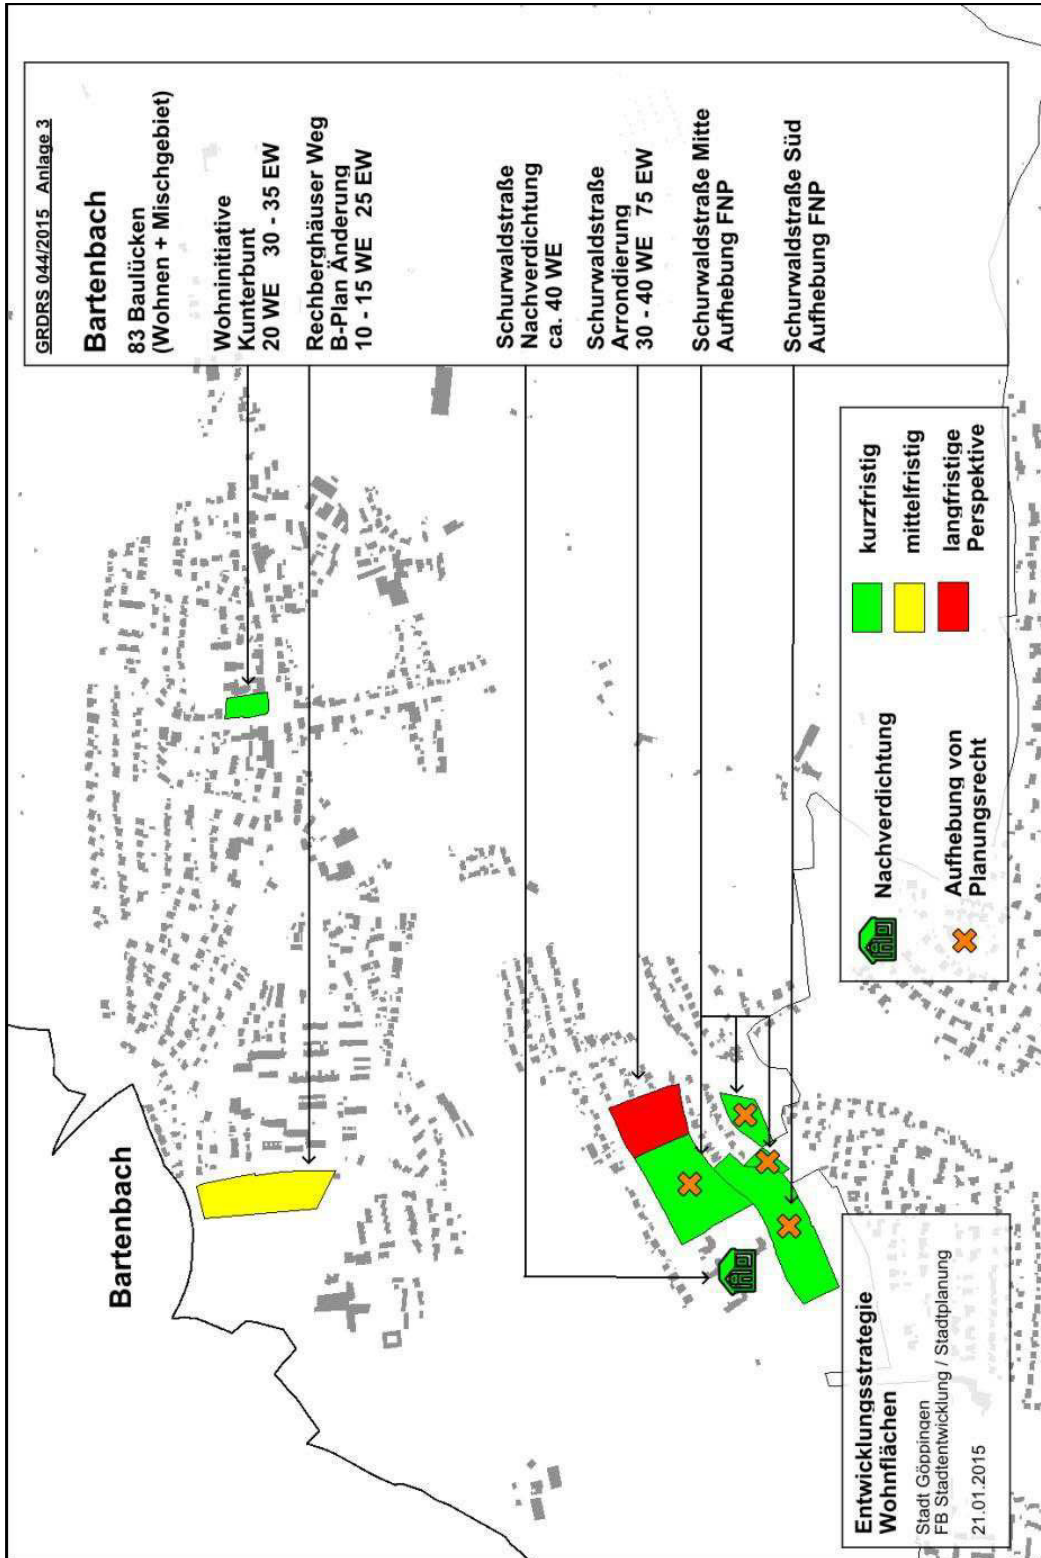 GRDRS 044/2015 Anlage 3
Bartenbach
83 Baulücken
(Wohnen + Mischgebiet)
Wohninitiative
Kunterbunt
20 WE 30 - 35 EW
Rechberghäuser Weg
B-Plan Änderung
10 - 15 WE 25 EW
Schurwaldstraße
Nachverdichtung
ca. 40 WE
Schurwaldstraße
Arrondierung
30 - 40 WE 75 EW
Schurwaldstraße Mitte
Aufhebung FNP
Schurwaldstraße Süd
Aufhebung FNP
Bartenbach
kurzfristig
mittelfristig
langfristige
Perspektive
Nachverdichtung
Aufhebung von
Planungsrecht
Entwicklungsstrategie
Wohnflächen
Stadt Göppingen
FB Stadtentwicklung / Stadtplanung
21.01.2015